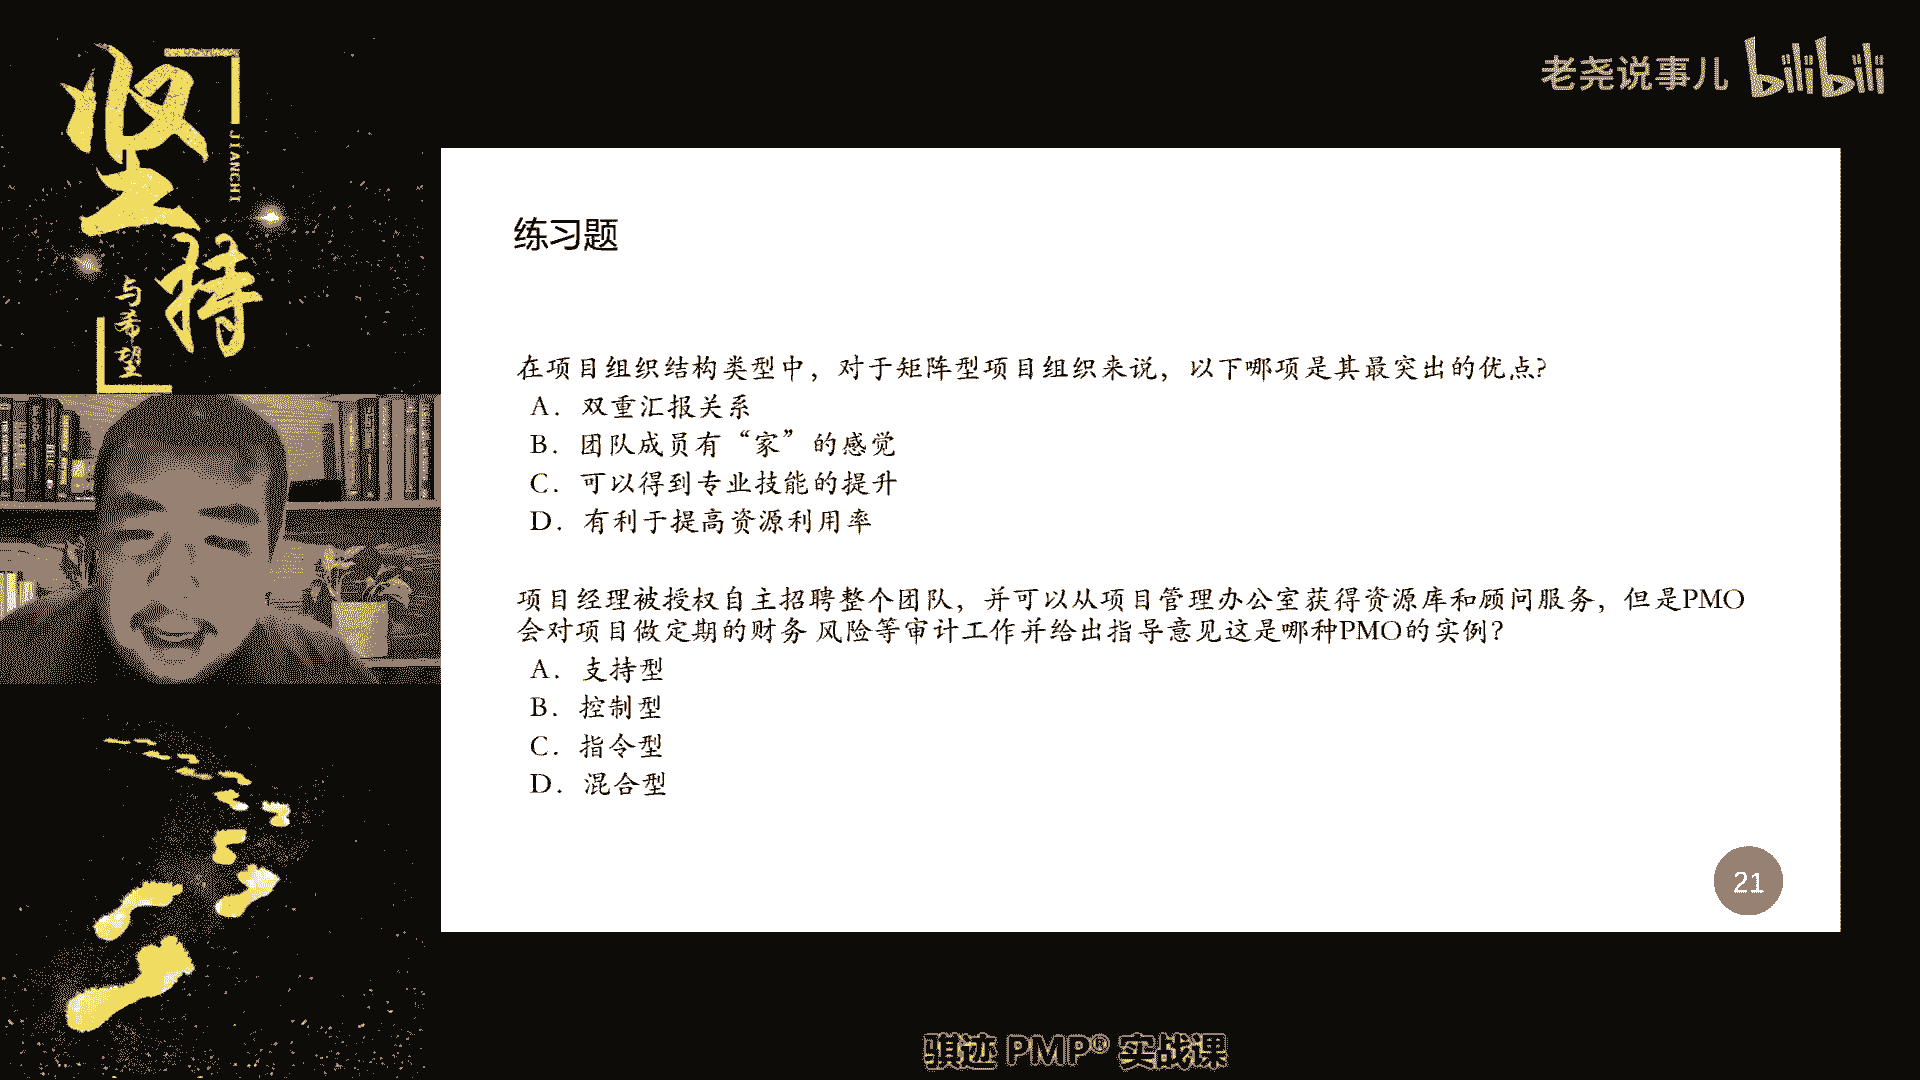 坚持
JIANCHI
与希望
老尧说事儿 bilibili
练习题
在项目组织结构类型中，对于矩阵型项目组织来说，以下哪项是其最突出的优点?
A. 双重汇报关系
B. 团队成员有“家”的感觉
C. 可以得到专业技能的提升
D. 有利于提高资源利用率
项目经理被授权自主招聘整个团队，并可以从项目管理办公室获得资源库和顾问服务，但是PMO
会对项目做定期的财务 风险等审计工作并给出指导意见这是哪种PMO的实例?
A. 支持型
B. 控制型
C. 指令型
D. 混合型
21
骐迹 PMP® 实战课